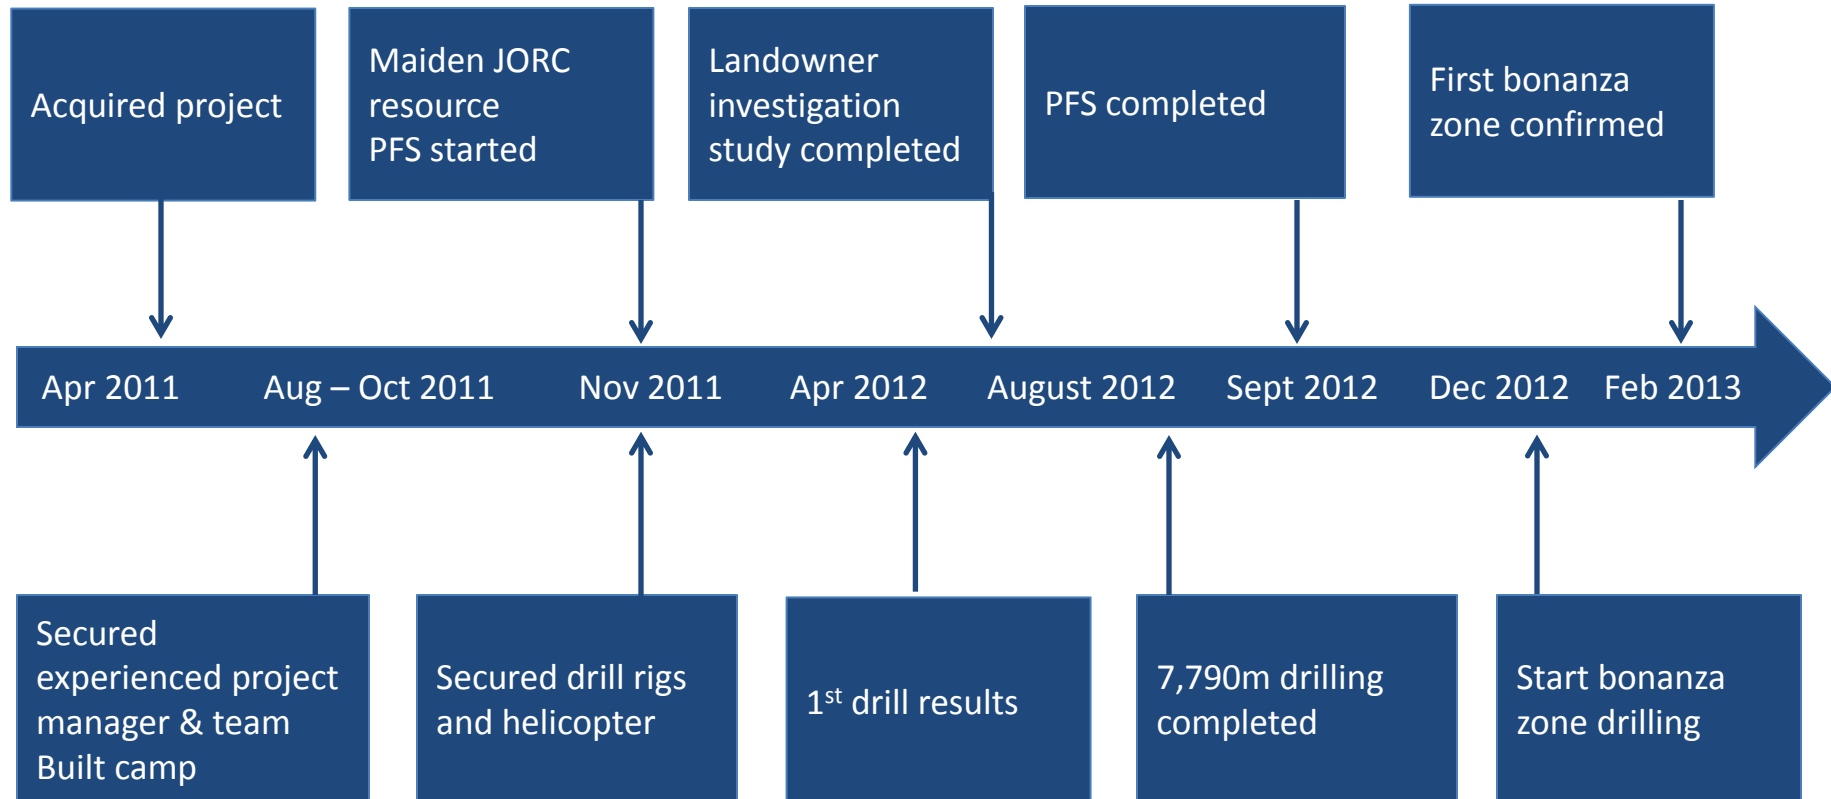 Acquired project
Maiden JORC
resource
PFS started
Landowner
investigation
study completed
PFS completed
First bonanza
zone confirmed
Apr 2011
Aug – Oct 2011
Nov 2011
Apr 2012
August 2012
Sept 2012
Dec 2012
Feb 2013
Secured
experienced project
manager & team
Built camp
Secured drill rigs
and helicopter
1st drill results
7,790m drilling
completed
Start bonanza
zone drilling